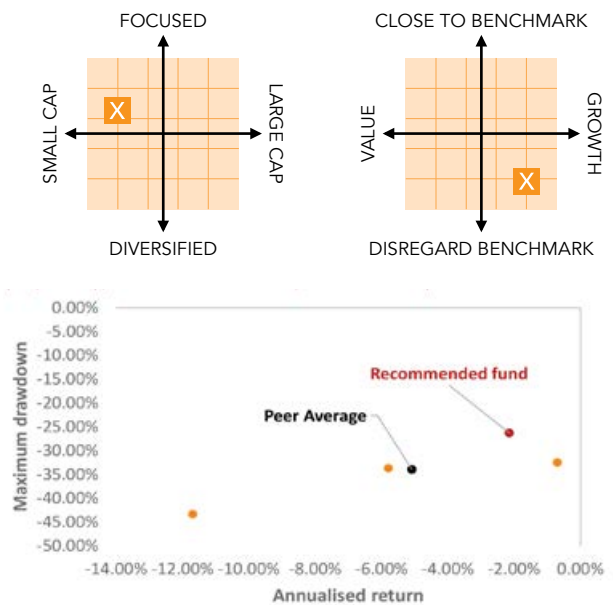 FOCUSED
SMALL CAP
X
LARGE CAP
DIVERSIFIED
CLOSE TO BENCHMARK
VALUE
GROWTH
X
DISREGARD BENCHMARK
0.00%
-5.00%
-10.00%
-15.00%
-20.00%
-25.00%
-30.00%
-35.00%
-40.00%
-45.00%
-50.00%
Maximum drawdown
Recommended fund
Peer Average
-14.00% -12.00% -10.00% -8.00% -6.00% -4.00% -2.00% 0.00%
Annualised return